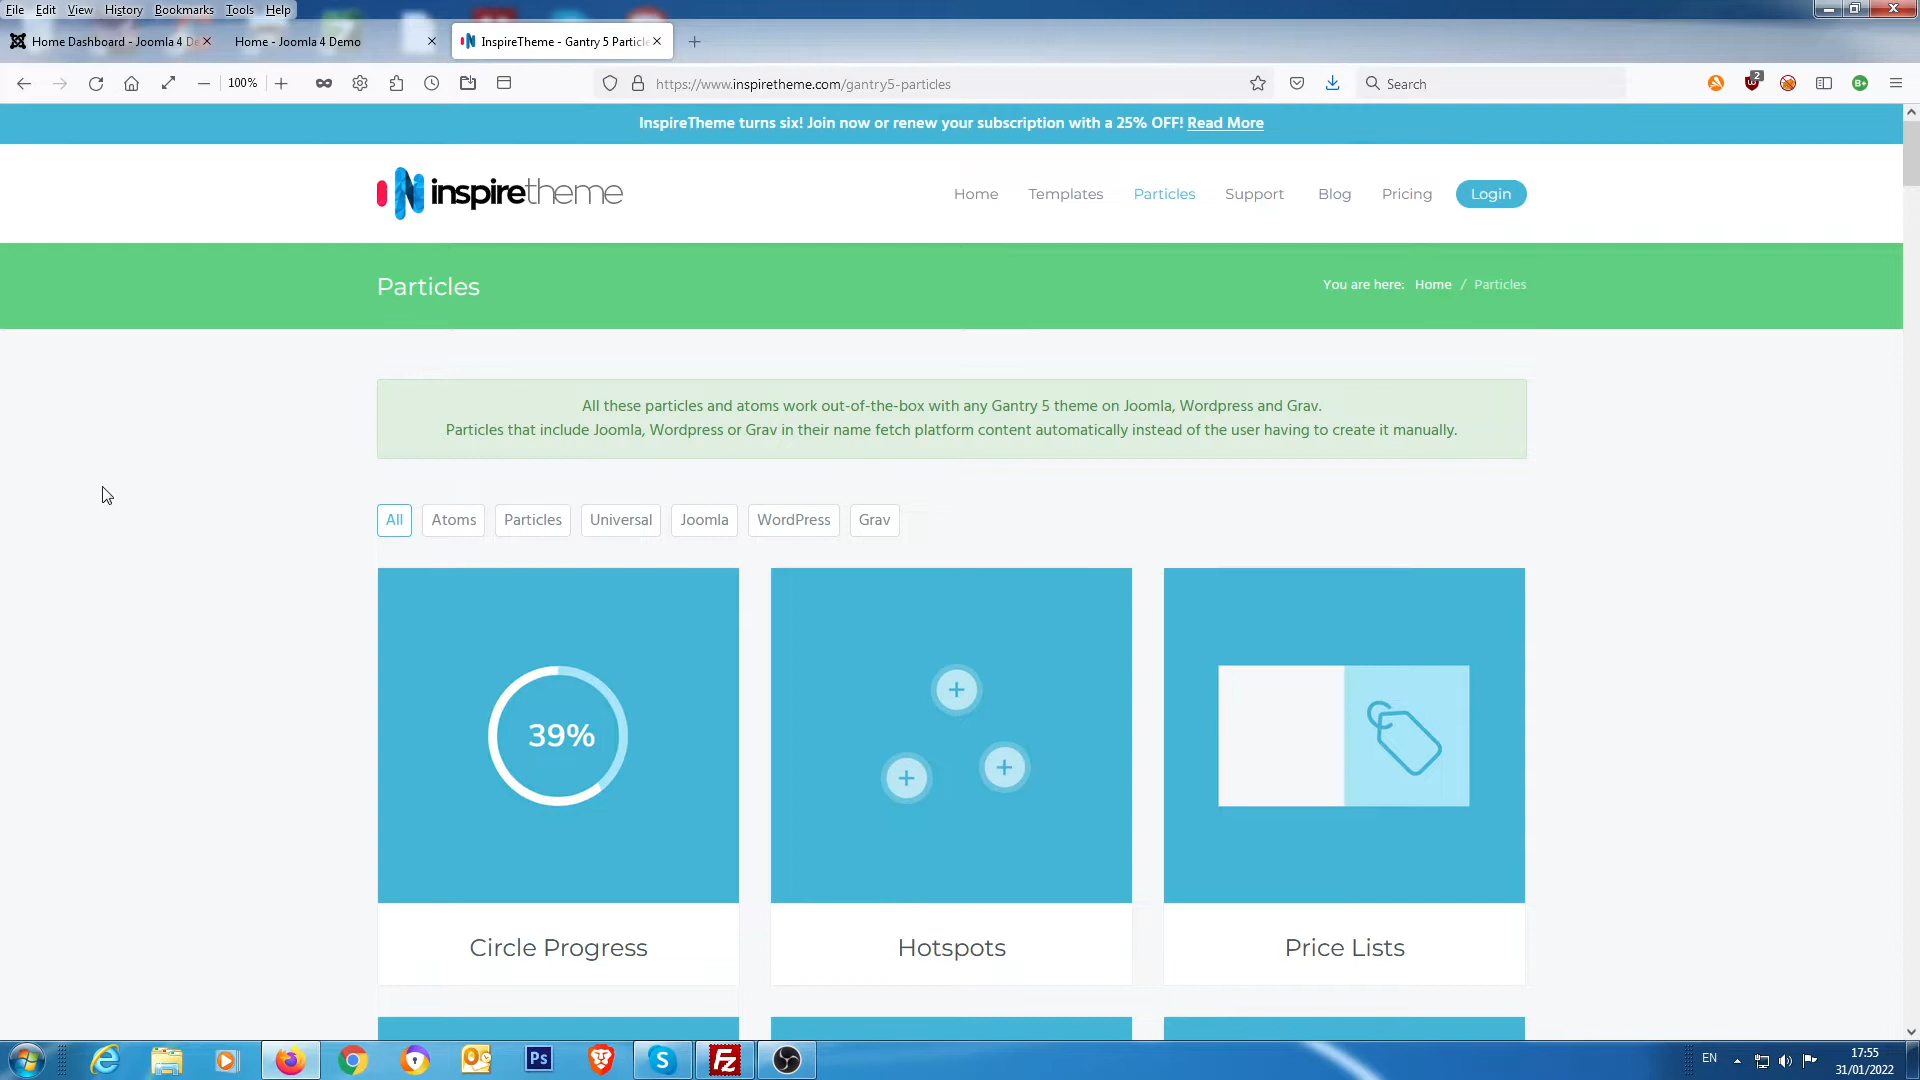 File Edit View History Bookmarks Tools Help
Home Dashboard - Joomla 4 De
Home - Joomla 4 Demo
InspireTheme - Gantry 5 Particle
100%
https://www.inspiretheme.com/gantry5-particles
Search
2
B+
InspireTheme turns six! Join now or renew your subscription with a 25% OFF! Read More
inspiretheme
Home
Templates
Particles
Support
Blog
Pricing
Login
Particles
You are here: Home / Particles
All these particles and atoms work out-of-the-box with any Gantry 5 theme on Joomla, Wordpress and Grav.
Particles that include Joomla, Wordpress or Grav in their name fetch platform content automatically instead of the user having to create it manually.
All
Atoms
Particles
Universal
Joomla
WordPress
Grav
39%
Circle Progress
Hotspots
Price Lists
Ps
S
Fz
EN
17:55
31/01/2022